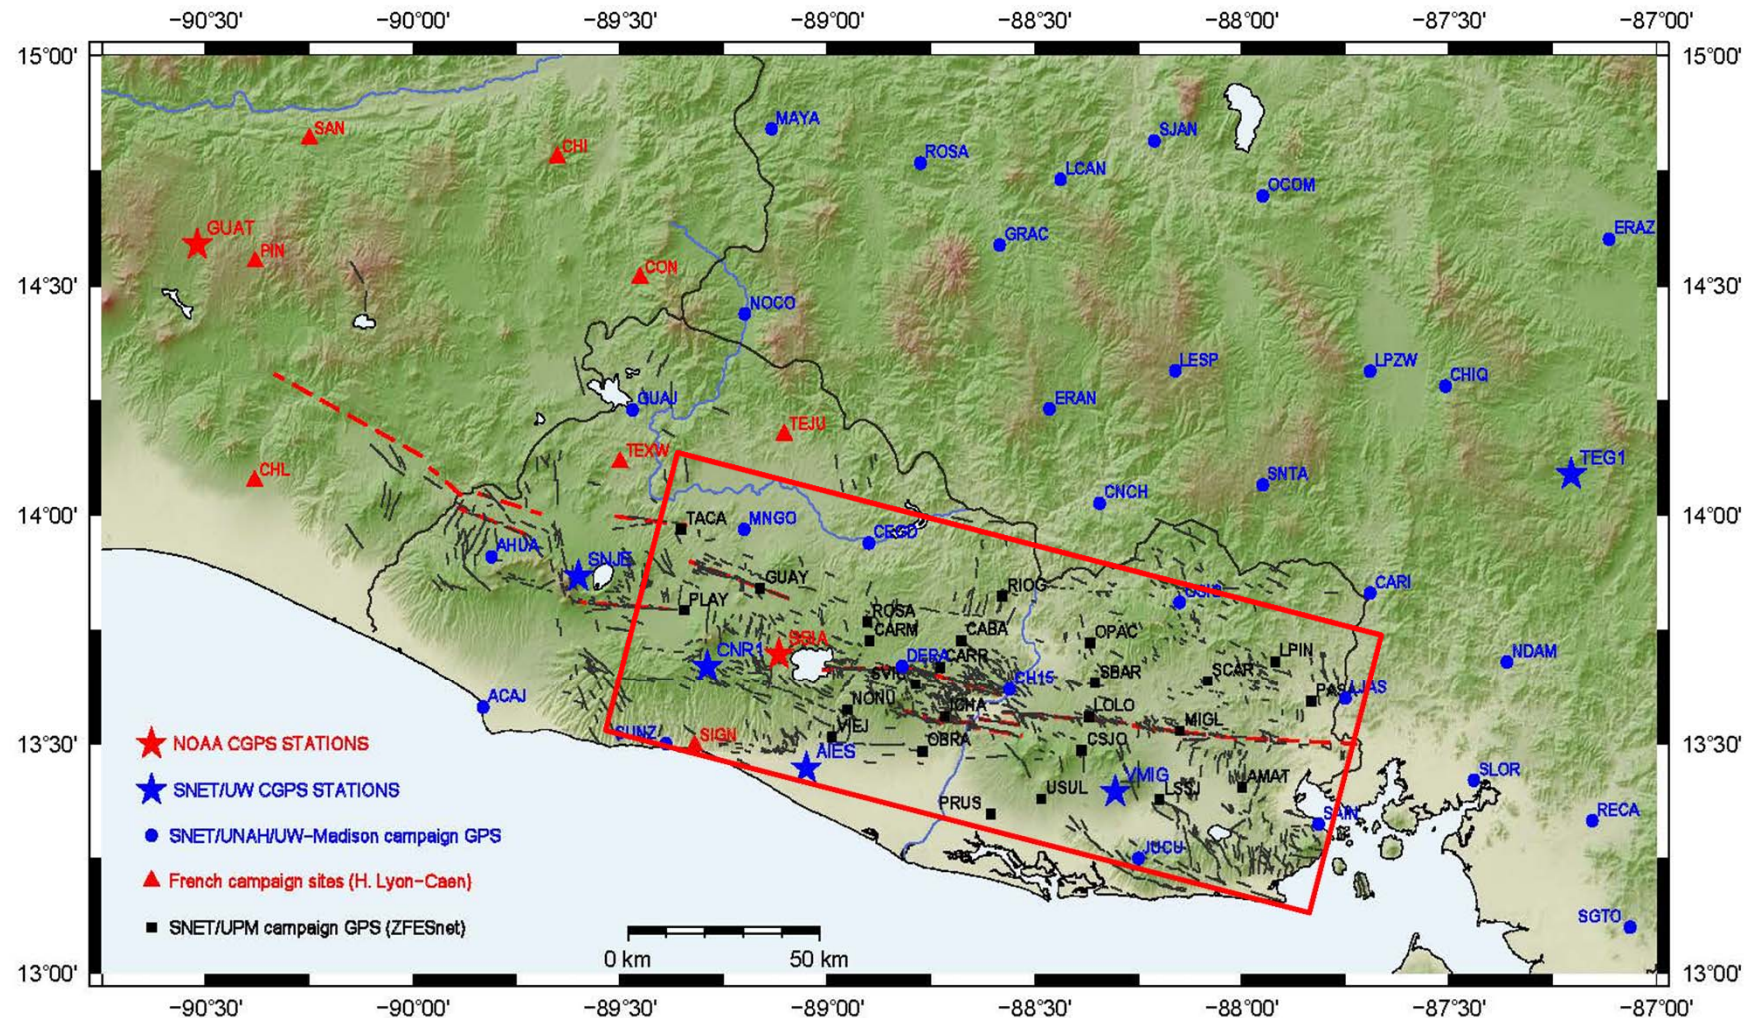 −90°30' −90°00' −89°30' −89°00' −88°30' −88°00' −87°30' −87°00'
15°00' 15°00'
MAYA
SAN
SJAN
CHI
ROSA
LCAN
OCOM
GUAT
ERAZ
GRAC
PIN
CON
14°30' 14°30'
NOCO
LESP
LPZW
CHIQ
GUAJ
ERAN
TEJU
TEXW
TEG1
CHL
SNTA
CNCH
14°00' 14°00'
TACA
MNGO
CEGD
AHUA
SNJE
GUAY
RIOG
CARI
PLAY
ROSA
CARM
CABA
OPAC
CNR1
SSIA
DERA
CARR
LPIN
NDAM
SBAR
SCAR
CH15
PASA
LJAS
ACAJ
NONU
ICHA
LOLO
MIGL
VIEJ
SUNZ
SIGN
OBRA
CSJO
13°30' 13°30'
NOAA CGPS STATIONS
AIES
VMIG
AMAT
SLOR
USUL
LSSJ
SNET/UW CGPS STATIONS
PRUS
SAIN
RECA
SNET/UNAH/UW−Madison campaign GPS
JUCU
French campaign sites (H. Lyon−Caen)
SGTO
SNET/UPM campaign GPS (ZFESnet)
0 km 50 km
13°00' 13°00'
−90°30' −90°00' −89°30' −89°00' −88°30' −88°00' −87°30' −87°00'